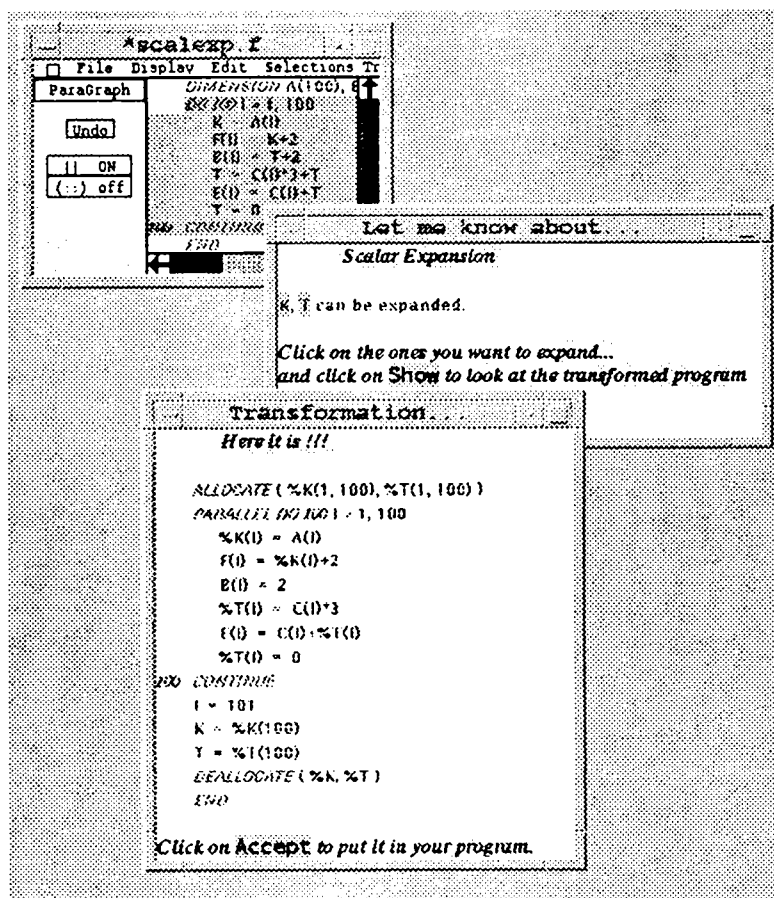 *scalexp.f
File Display Edit Selections Tr
ParaGraph
Undo
|| ON
(::) off
DIMENSION A(100), B
DO 100 I = 1, 100
K = A(I)
F(I) = K+2
B(I) = T+2
T = C(I)*3+T
E(I) = C(I)+T
T = 0
100 CONTINUE
END
Let me know about...
Scalar Expansion
K, T can be expanded.
Click on the ones you want to expand...
and click on Show to look at the transformed program
Transformation...
Here it is !!!
ALLOCATE ( %K(1, 100), %T(1, 100) )
PARALLEL DO 100 I = 1, 100
%K(I) = A(I)
F(I) = %K(I)+2
B(I) = 2
%T(I) = C(I)*3
E(I) = C(I)+%T(I)
%T(I) = 0
100 CONTINUE
I = 101
K = %K(100)
T = %T(100)
DEALLOCATE ( %K, %T )
END
Click on Accept to put it in your program.